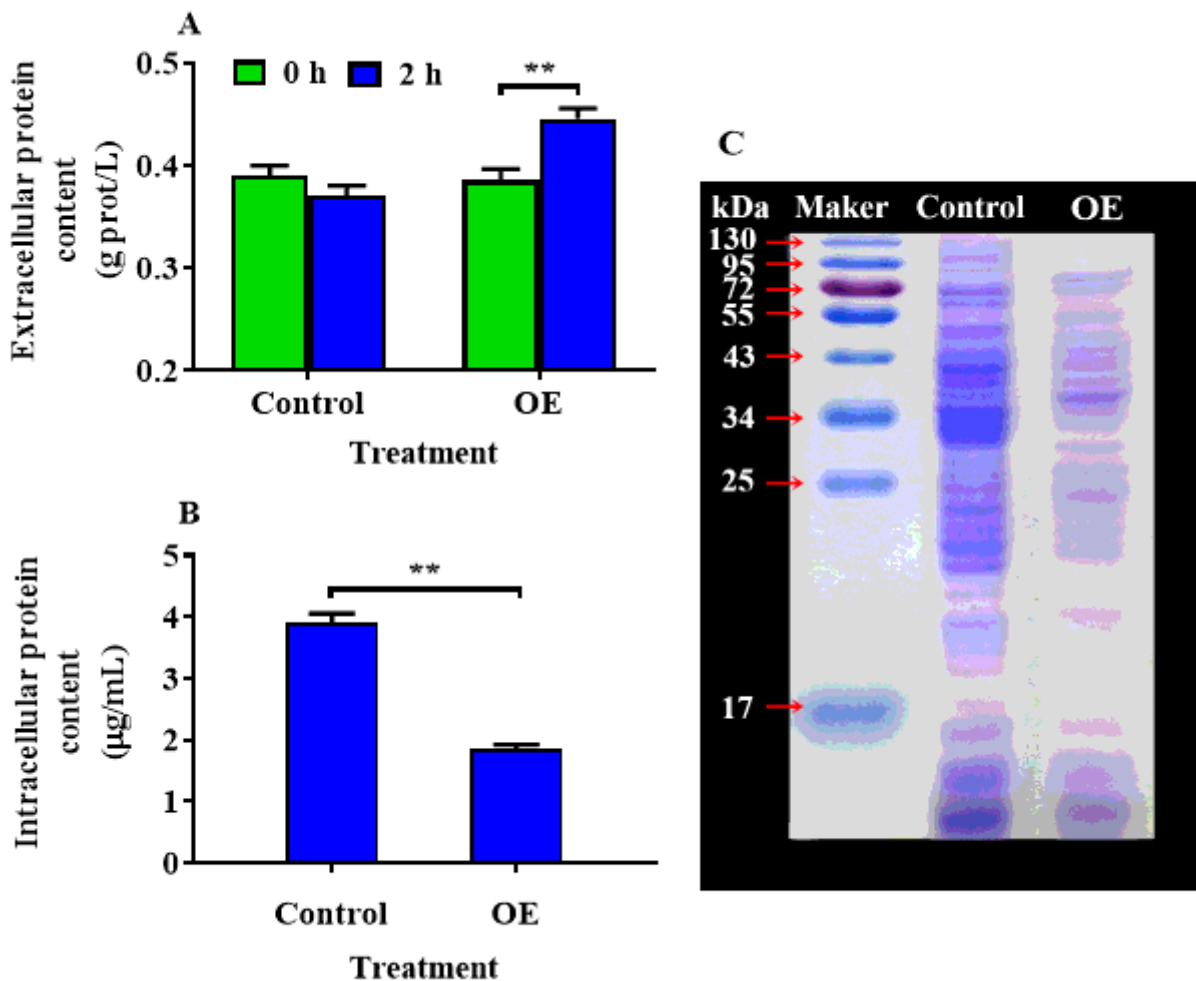 A
Extracellular protein
content
(g prot/L)
0.5
0.4
0.3
0.2
0 h
2 h
**
Control
OE
Treatment
B
Intracellular protein
content
(µg/mL)
5
4
3
2
1
0
**
Control
OE
Treatment
C
kDa Maker Control OE
130
95
72
55
43
34
25
17